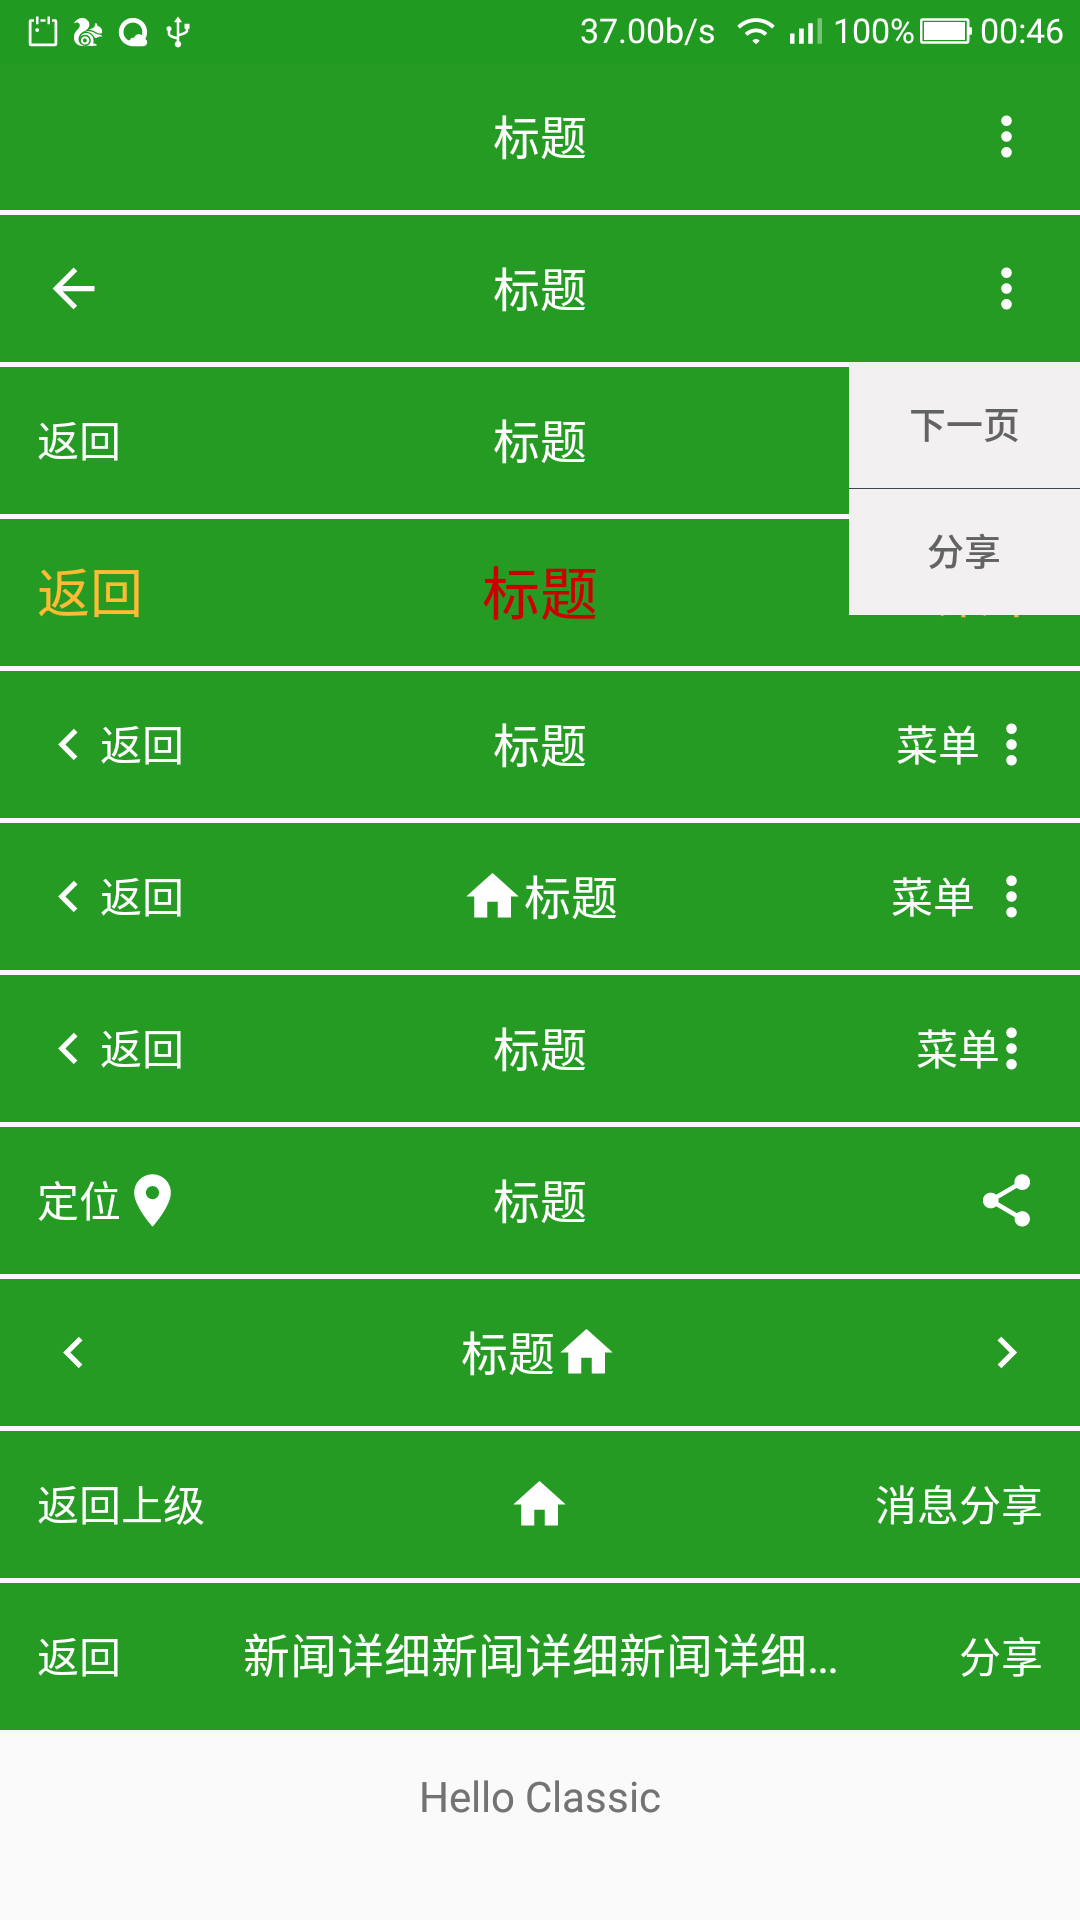 37.00b/s 100% 00:46
标题
标题
返回 标题 下一页
分享
返回 标题
返回 标题 菜单
返回 标题 菜单
返回 标题 菜单
定位 标题
标题
返回上级 消息分享
返回 新闻详细新闻详细新闻详细... 分享
Hello Classic